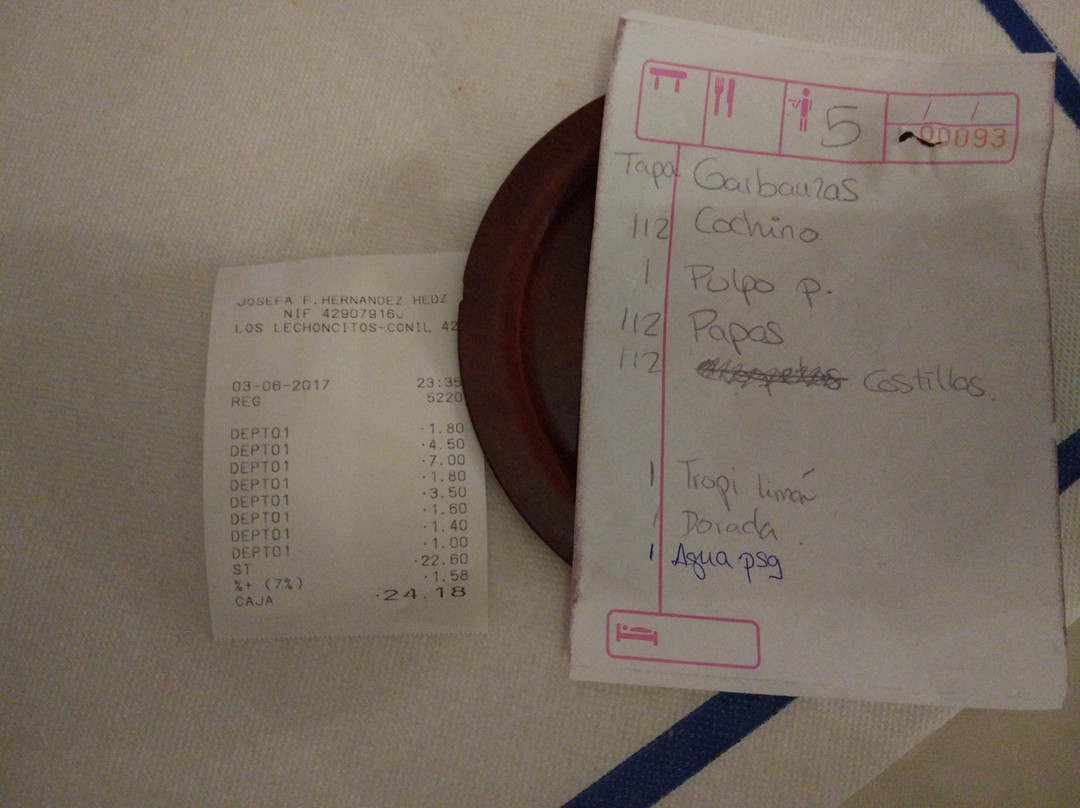 JOSEFA F.HERNANDEZ HEDZ
NIF 42907916J
LOS LECHONCITOS-CONIL 42
03-06-2017 23:35
REG 5220
DEPT01 ·1.80
DEPT01 ·4.50
DEPT01 ·7.00
DEPT01 ·1.80
DEPT01 ·3.50
DEPT01 ·1.60
DEPT01 ·1.40
DEPT01 ·1.00
ST ·22.60
%+ (7%) ·1.58
CAJA ·24.18
5
/ /
00093
Tapa Garbanzas
1/2 Cochino
1 Pulpo p.
1/2 Papas
1/2 Costillas.
1 Tropi limón
1 Dorada
1 Agua psg